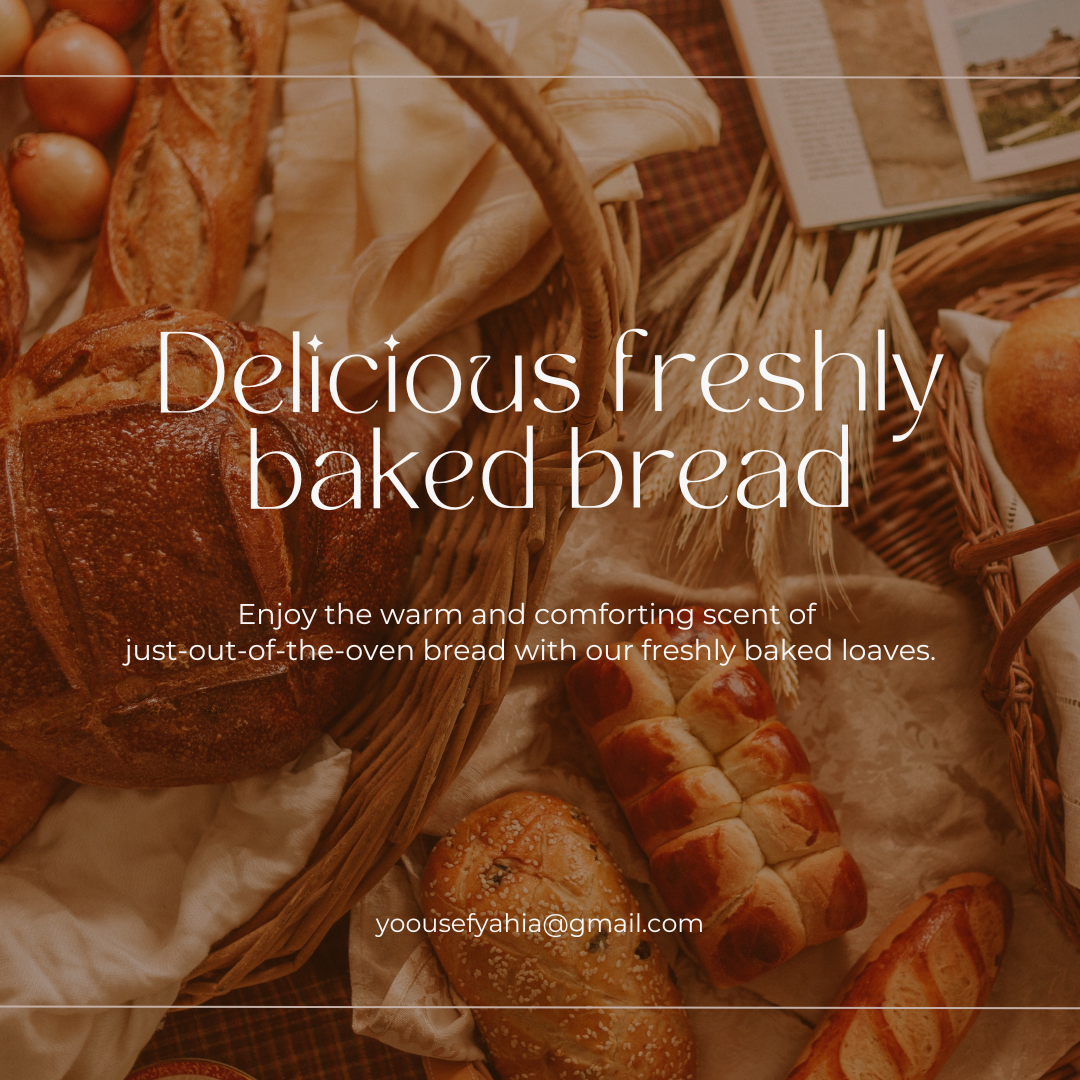 Delicious freshly
baked bread
Enjoy the warm and comforting scent of
just-out-of-the-oven bread with our freshly baked loaves.
yoousefyahia@gmail.com